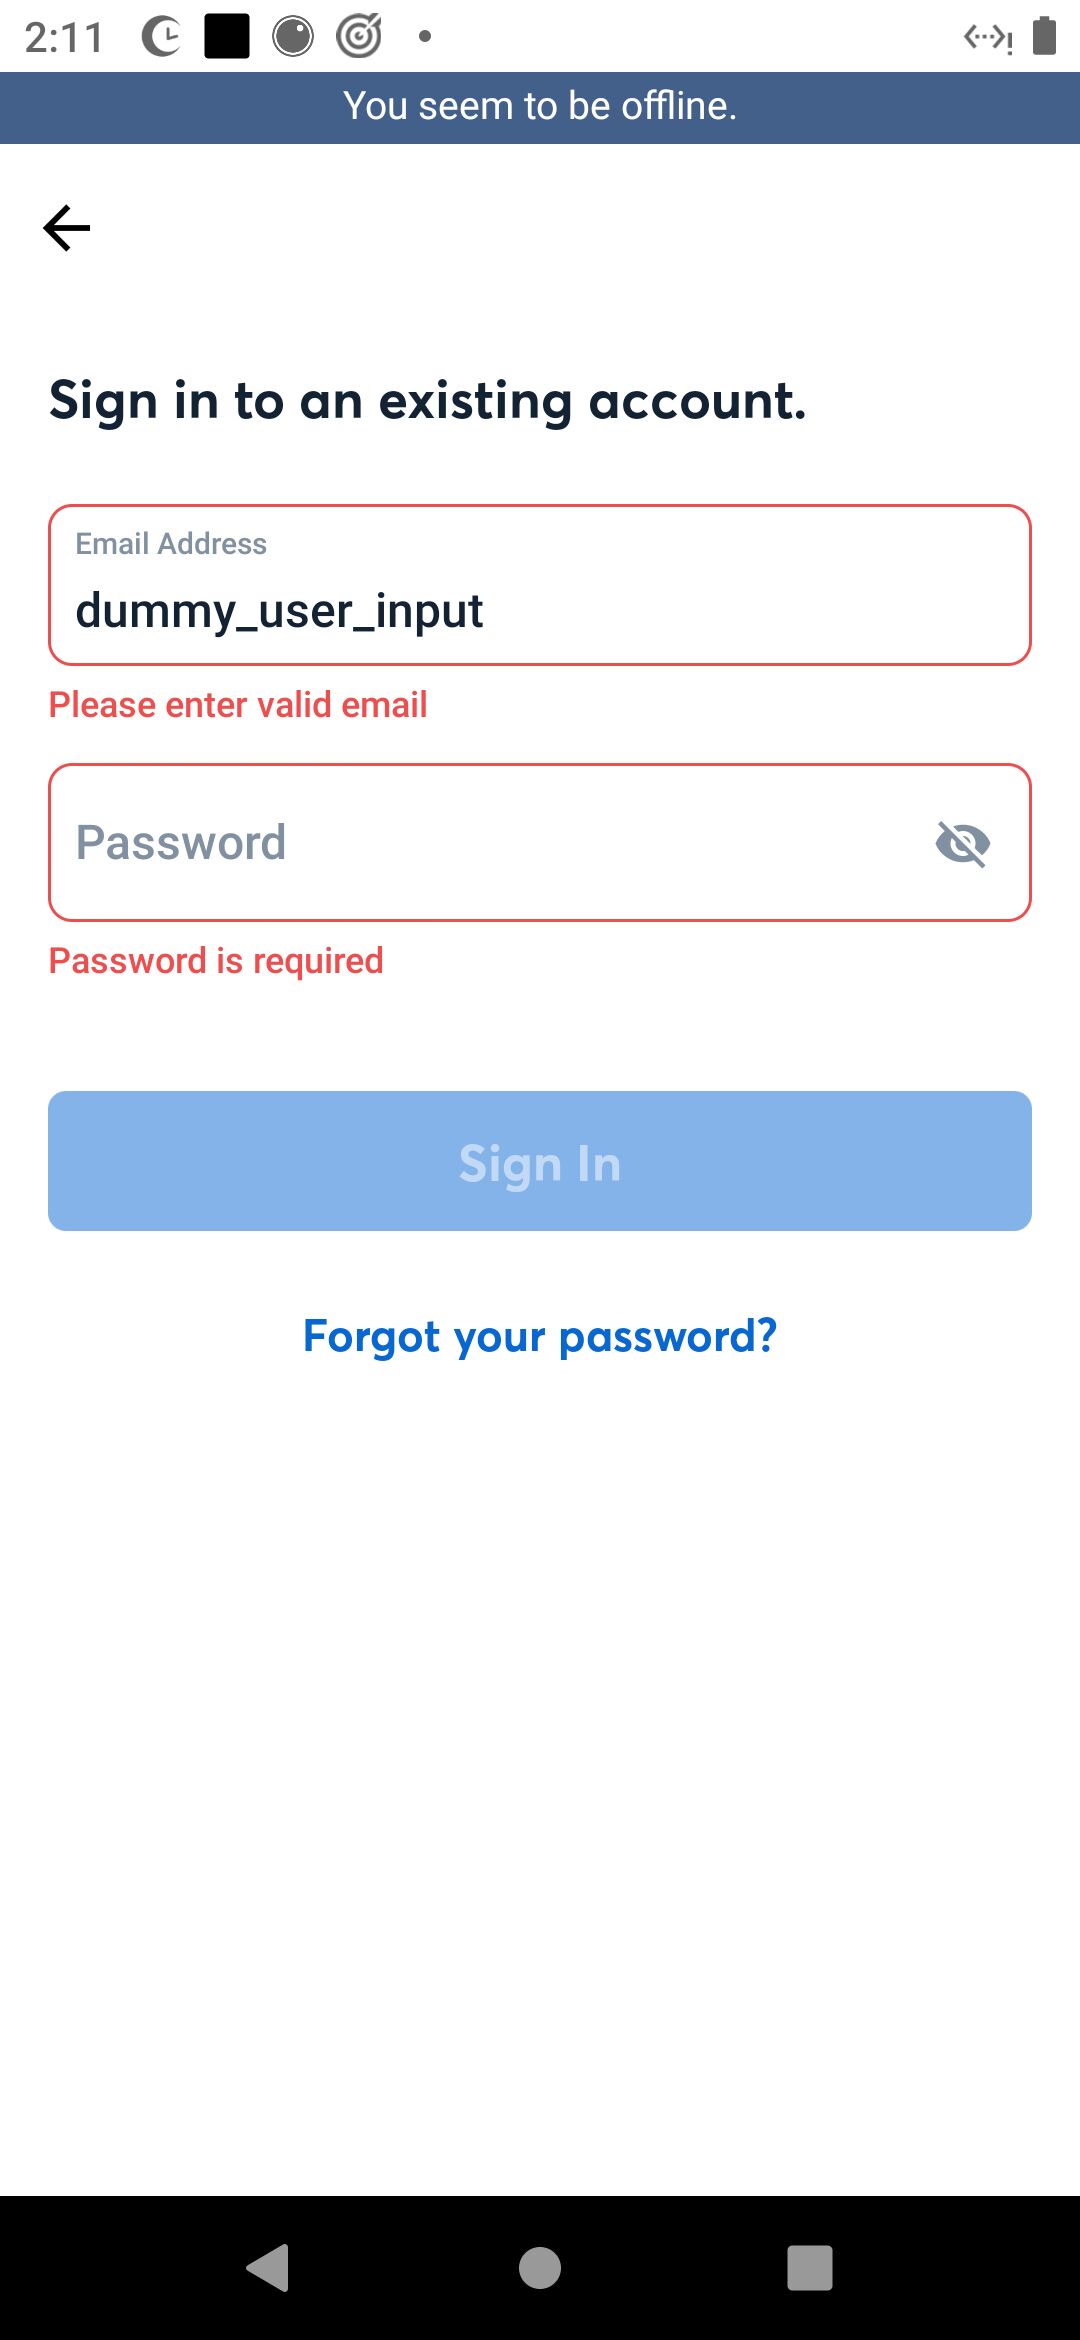 2:11
You seem to be offline.
Sign in to an existing account.
Email Address
dummy_user_input
Please enter valid email
Password
Password is required
Sign In
Forgot your password?